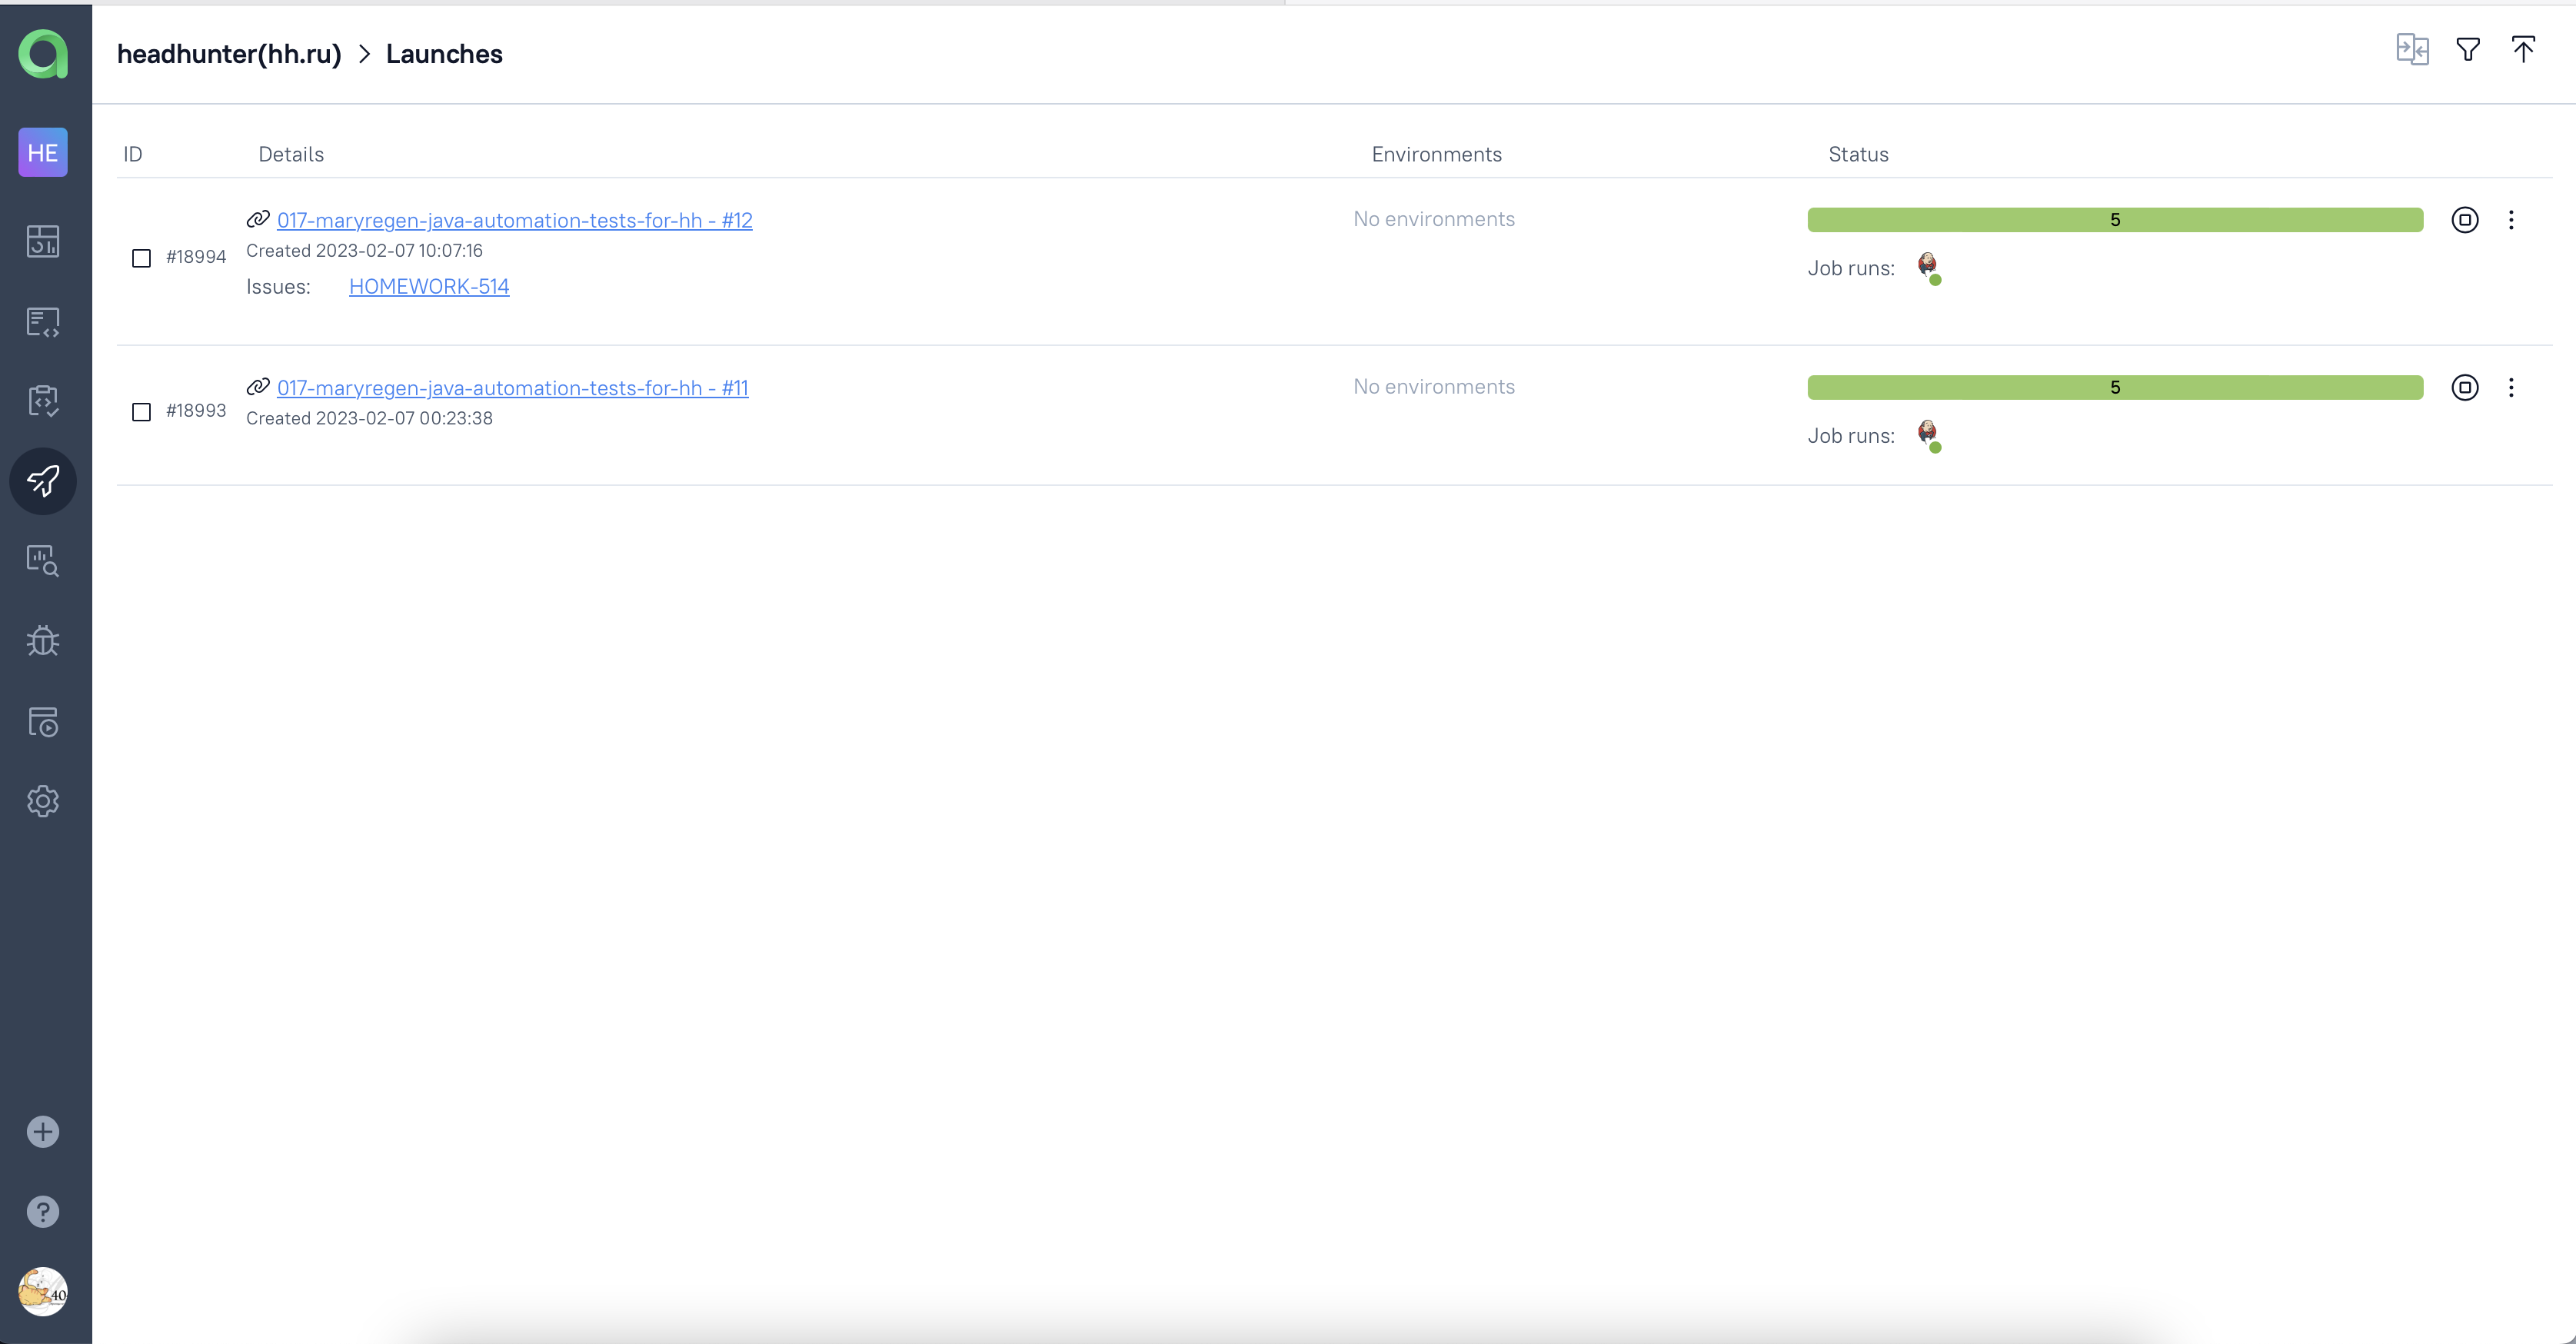 headhunter(hh.ru) > Launches
HE
ID Details Environments Status
017-maryregen-java-automation-tests-for-hh - #12 No environments 5
Created 2023-02-07 10:07:16
#18994
Job runs:
Issues: HOMEWORK-514
017-maryregen-java-automation-tests-for-hh - #11 No environments 5
#18993
Created 2023-02-07 00:23:38
Job runs:
?
40